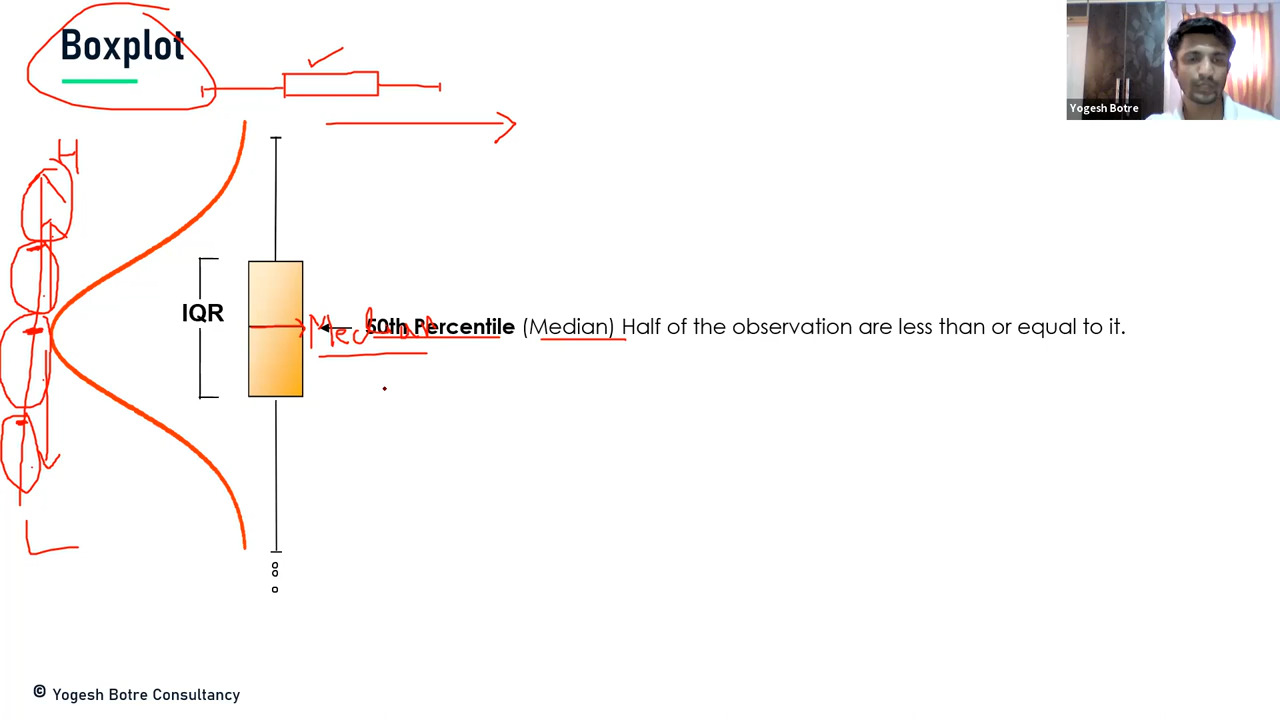 Boxplot
Yogesh Botre
H
IQR
Median
50th Percentile (Median) Half of the observation are less than or equal to it.
L
© Yogesh Botre Consultancy